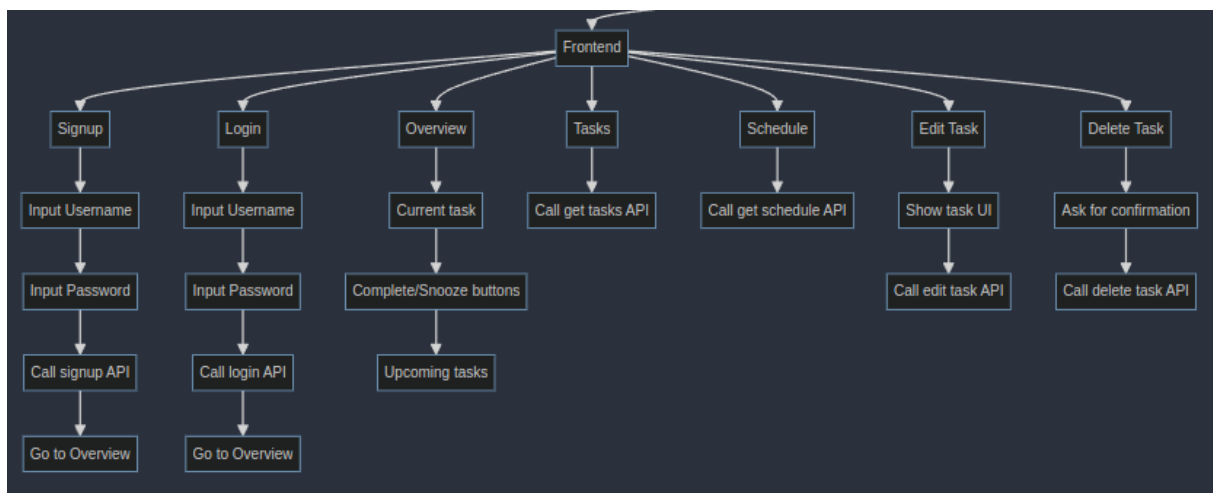 Frontend
Signup
Login
Overview
Tasks
Schedule
Edit Task
Delete Task
Input Username
Input Username
Current task
Call get tasks API
Call get schedule API
Show task UI
Ask for confirmation
Input Password
Input Password
Complete/Snooze buttons
Call edit task API
Call delete task API
Call signup API
Call login API
Upcoming tasks
Go to Overview
Go to Overview